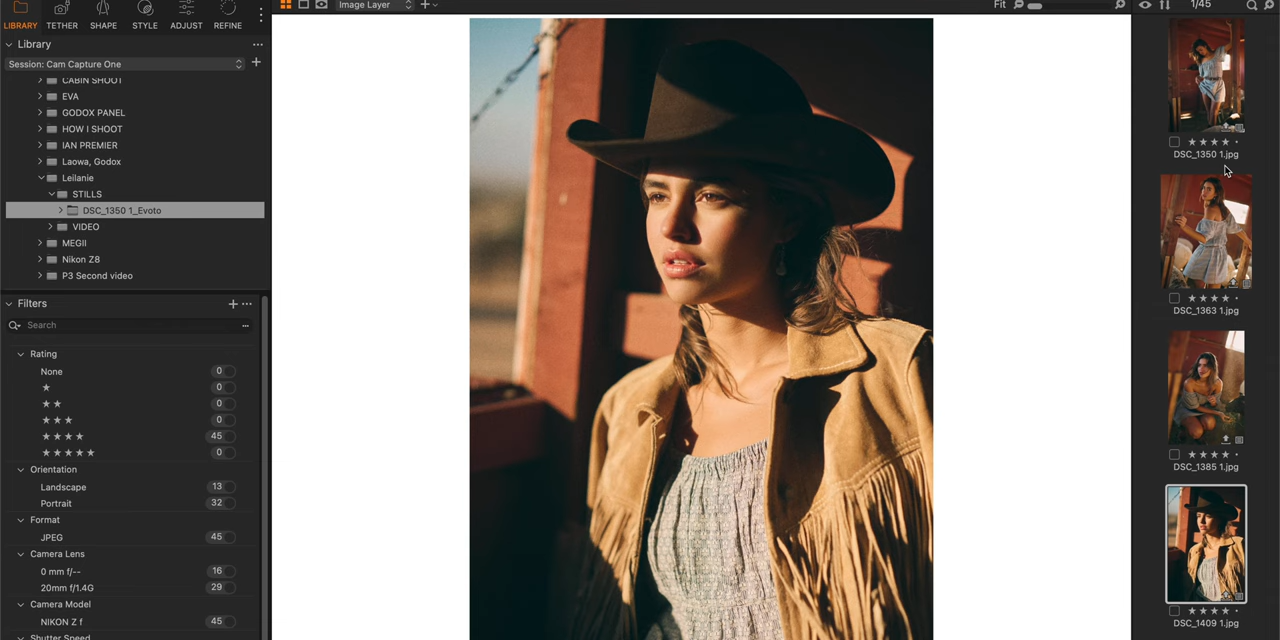 LIBRARY TETHER SHAPE STYLE ADJUST REFINE
Library
Session: Cam Capture One
CABIN SHOOT
EVA
GODOX PANEL
HOW I SHOOT
IAN PREMIER
Laowa, Godox
Leilanie
STILLS
DSC_1350 1_Evoto
VIDEO
MEGII
Nikon Z8
P3 Second video
Filters
Search
Rating
None 0
★ 0
★ ★ 0
★ ★ ★ 0
★ ★ ★ ★ 45
★ ★ ★ ★ ★ 0
Orientation
Landscape 13
Portrait 32
Format
JPEG 45
Camera Lens
0 mm f/-- 16
20mm f/1.4G 29
Camera Model
NIKON Z f 45
Shutter Speed
Image Layer
Fit
1/45
★ ★ ★ ★ •
DSC_1350 1.jpg
★ ★ ★ ★ •
DSC_1363 1.jpg
★ ★ ★ ★ •
DSC_1385 1.jpg
★ ★ ★ ★ •
DSC_1409 1.jpg